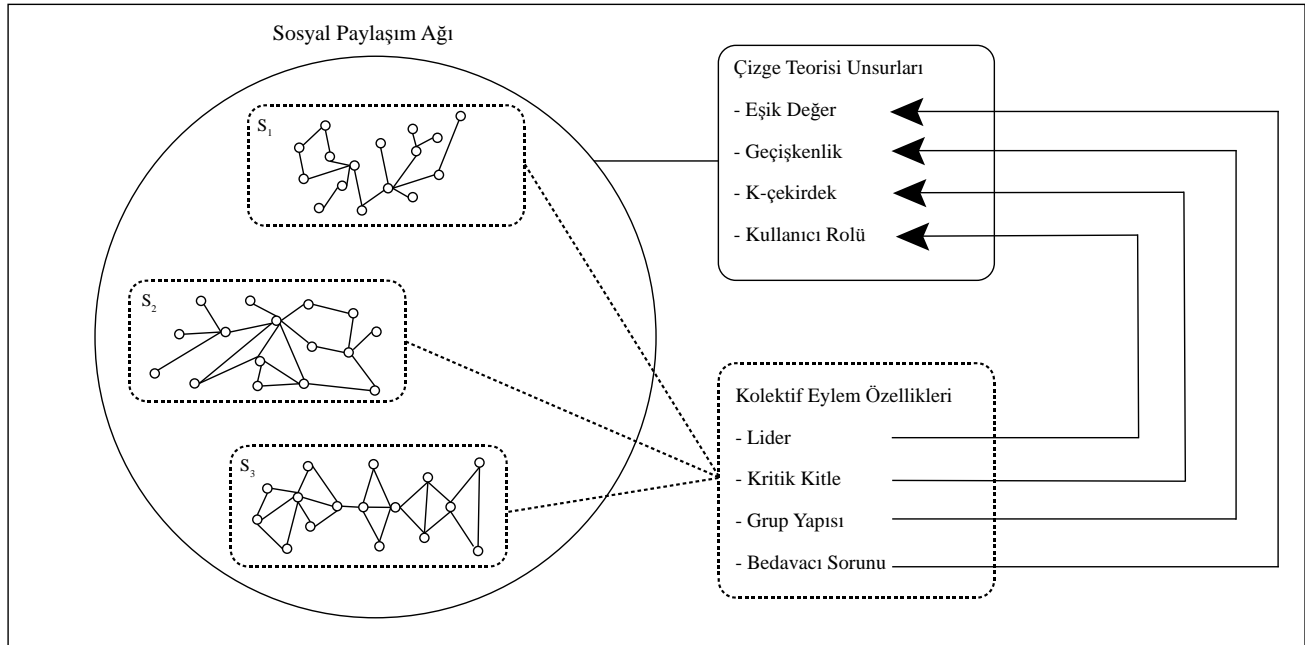 Sosyal Paylaşım Ağı
S1
S2
S3
Çizge Teorisi Unsurları
- Eşik Değer
- Geçişkenlik
- K-çekirdek
- Kullanıcı Rolü
Kolektif Eylem Özellikleri
- Lider
- Kritik Kitle
- Grup Yapısı
- Bedavacı Sorunu